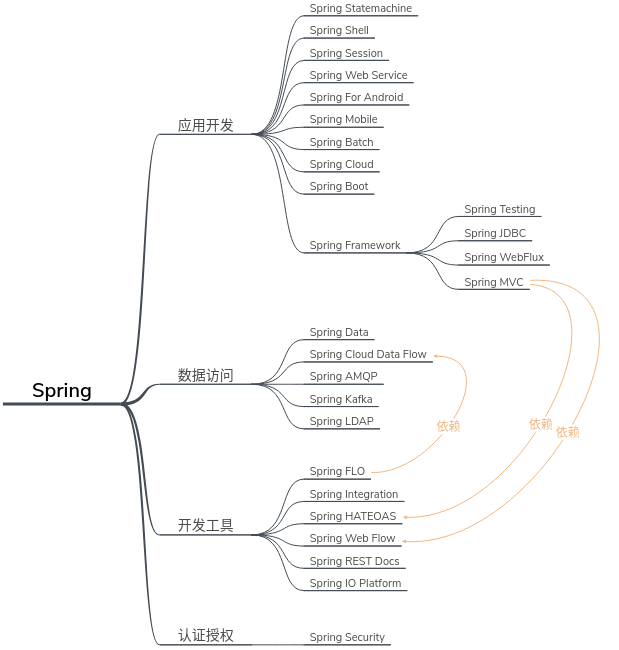 Spring
应用开发
Spring Statemachine
Spring Shell
Spring Session
Spring Web Service
Spring For Android
Spring Mobile
Spring Batch
Spring Cloud
Spring Boot
Spring Framework
Spring Testing
Spring JDBC
Spring WebFlux
Spring MVC
数据访问
Spring Data
Spring Cloud Data Flow
Spring AMQP
Spring Kafka
Spring LDAP
依赖
依赖
依赖
开发工具
Spring FLO
Spring Integration
Spring HATEOAS
Spring Web Flow
Spring REST Docs
Spring IO Platform
认证授权
Spring Security